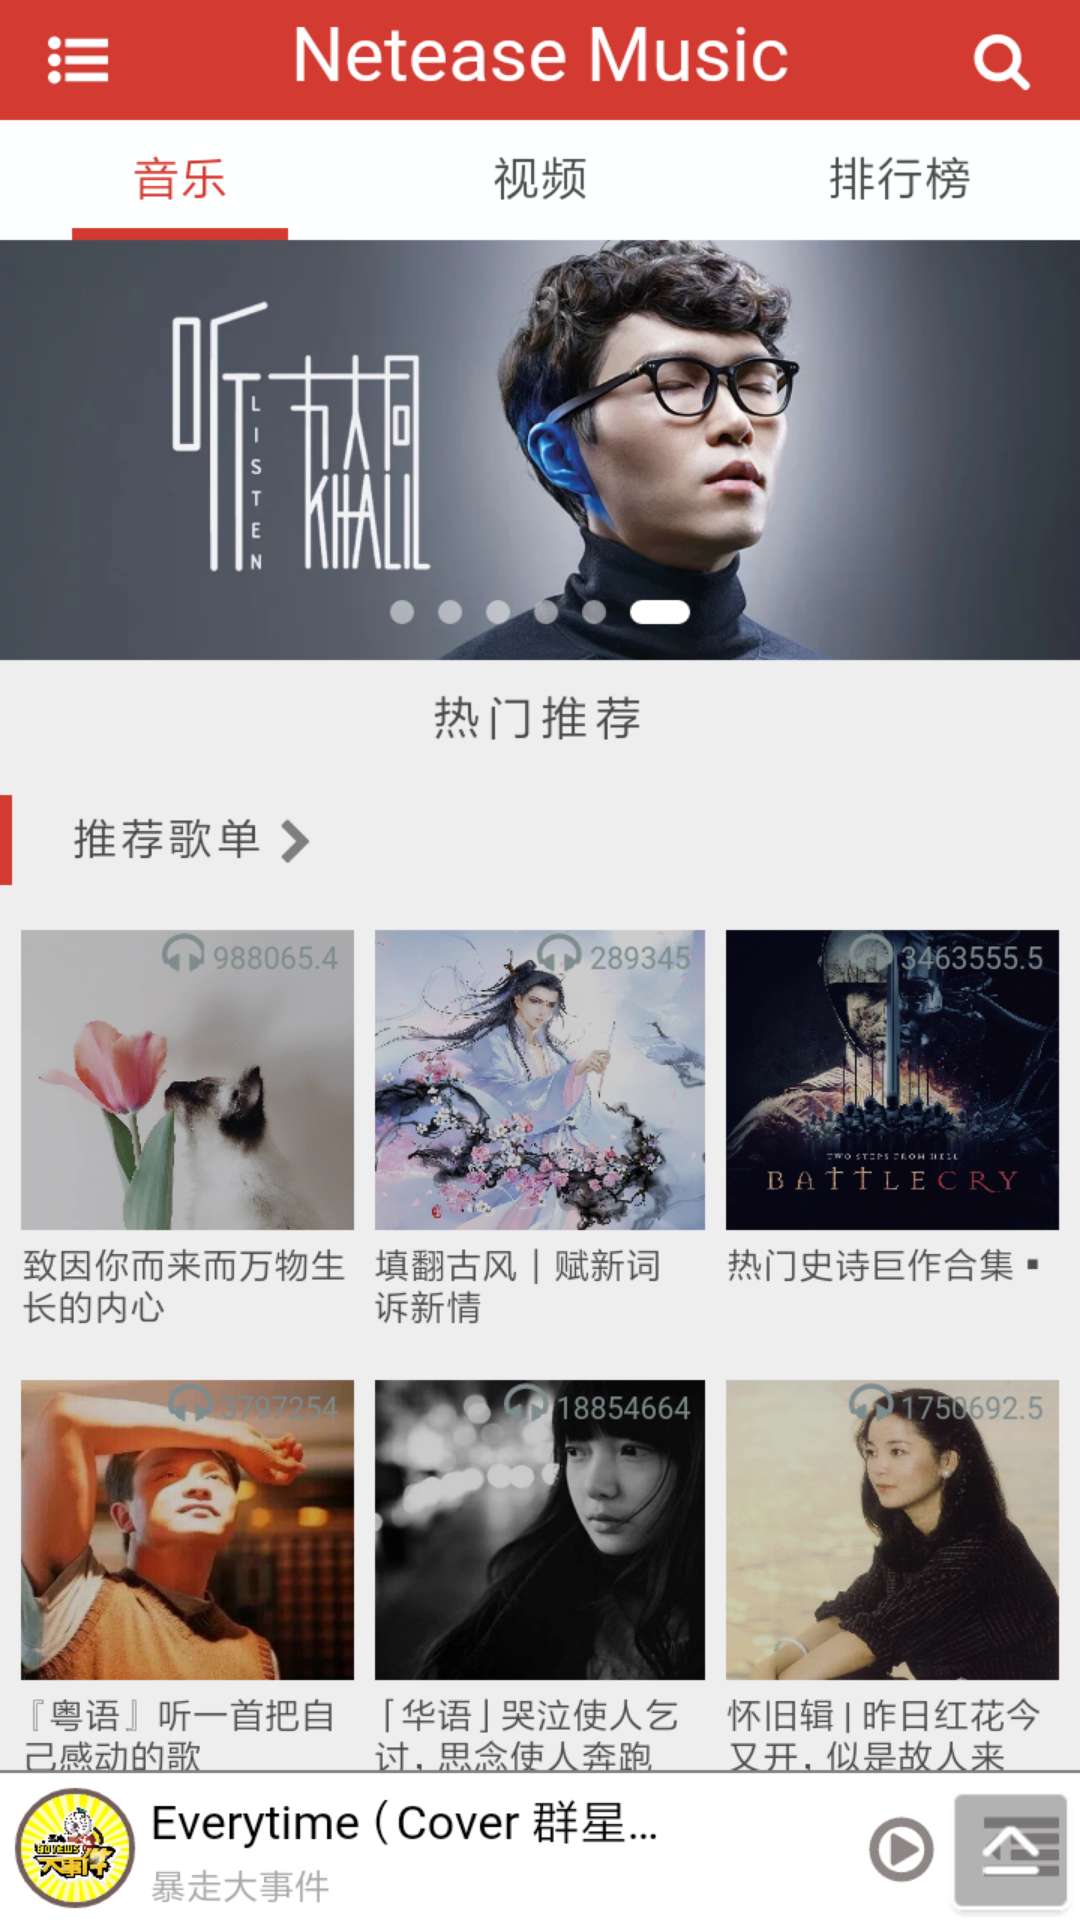 Netease Music
音乐
视频
排行榜
听
LISTEN
方大同
KHALIL
热门推荐
推荐歌单
988065.4
289345
3463555.5
TWO STEPS FROM HELL
BATTLECRY
致因你而来而万物生
长的内心
填翻古风｜赋新词
诉新情
热门史诗巨作合集▪
3707254
18854664
1750692.5
『粤语』听一首把自
己感动的歌
「华语」哭泣使人乞
讨，思念使人奔跑
怀旧辑 | 昨日红花今
又开，似是故人来
Everytime（Cover 群星...
大事件
暴走大事件